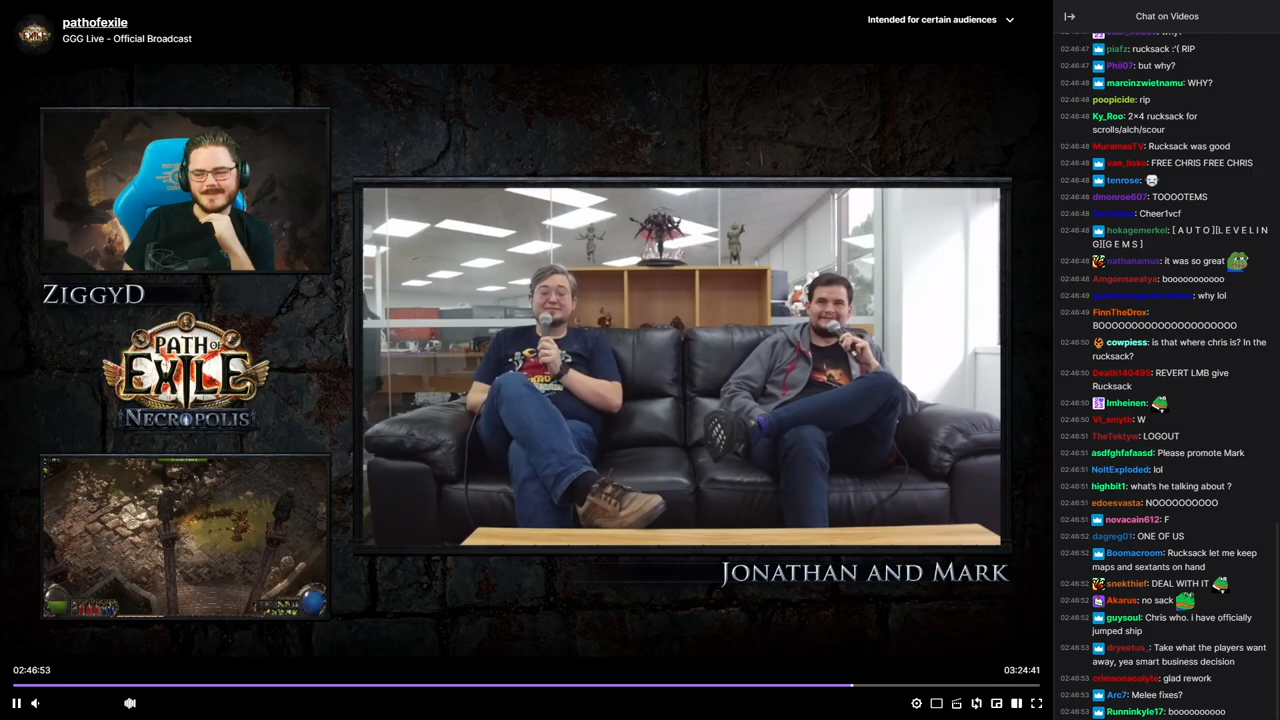 pathofexile
GGG Live - Official Broadcast
Intended for certain audiences
ZiggyD
PATH OF
EXILE
NECROPOLIS
Jonathan and Mark
02:46:53
03:24:41
Chat on Videos
02:46:47 piafz: rucksack :'( RIP
02:46:48 Phii07: but why?
02:46:48 marcinzwietnamu: WHY?
02:46:48 poopicide: rip
02:46:48 Ky_Roo: 2x4 rucksack for
scrolls/alch/scour
02:46:48 MuramasTV: Rucksack was good
02:46:48 van_lioko: FREE CHRIS FREE CHRIS
02:46:48 tenrose:
02:46:48 dmonroe607: TOOOOTEMS
02:46:48 : Cheer1vcf
02:46:48 hokagemerkel: [ A U T O ][L E V E L I N
G][G E M S ]
02:46:48 nathanamus: it was so great
02:46:48 Amgonnaeatya: booooooooooo
02:46:49 : why lol
02:46:49 FinnTheDrox:
BOOOOOOOOOOOOOOOOOOOOO
02:46:50 cowpiess: is that where chris is? In the
rucksack?
02:46:50 Death140495: REVERT LMB give
Rucksack
02:46:50 Imheinen:
02:46:50 Vl_smyth: W
02:46:51 TheTektyw: LOGOUT
02:46:51 asdfghfafaasd: Please promote Mark
02:46:51 NoItExploded: lol
02:46:51 highbit1: what's he talking about ?
02:46:51 edoesvasta: NOOOOOOOOOO
02:46:51 novacain612: F
02:46:52 dagreg01: ONE OF US
02:46:52 Boomacroom: Rucksack let me keep
maps and sextants on hand
02:46:52 snekthief: DEAL WITH IT
02:46:52 Akarus: no sack
02:46:52 guysoul: Chris who. i have officially
jumped ship
02:46:53 dryeetus_: Take what the players want
away, yea smart business decision
02:46:53 crimsonacolyte: glad rework
02:46:53 Arc7: Melee fixes?
02:46:53 Runninkyle17: boooooooooo